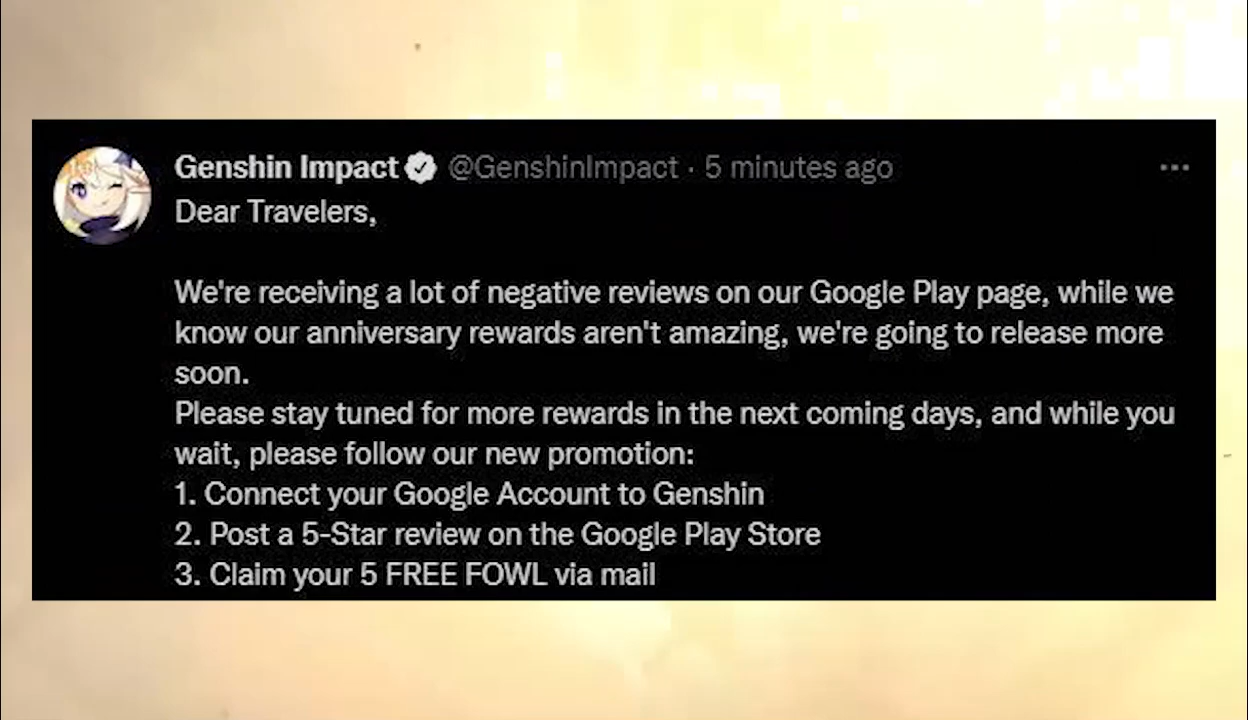 Genshin Impact @GenshinImpact · 5 minutes ago
Dear Travelers,
We're receiving a lot of negative reviews on our Google Play page, while we
know our anniversary rewards aren't amazing, we're going to release more
soon.
Please stay tuned for more rewards in the next coming days, and while you
wait, please follow our new promotion:
1. Connect your Google Account to Genshin
2. Post a 5-Star review on the Google Play Store
3. Claim your 5 FREE FOWL via mail